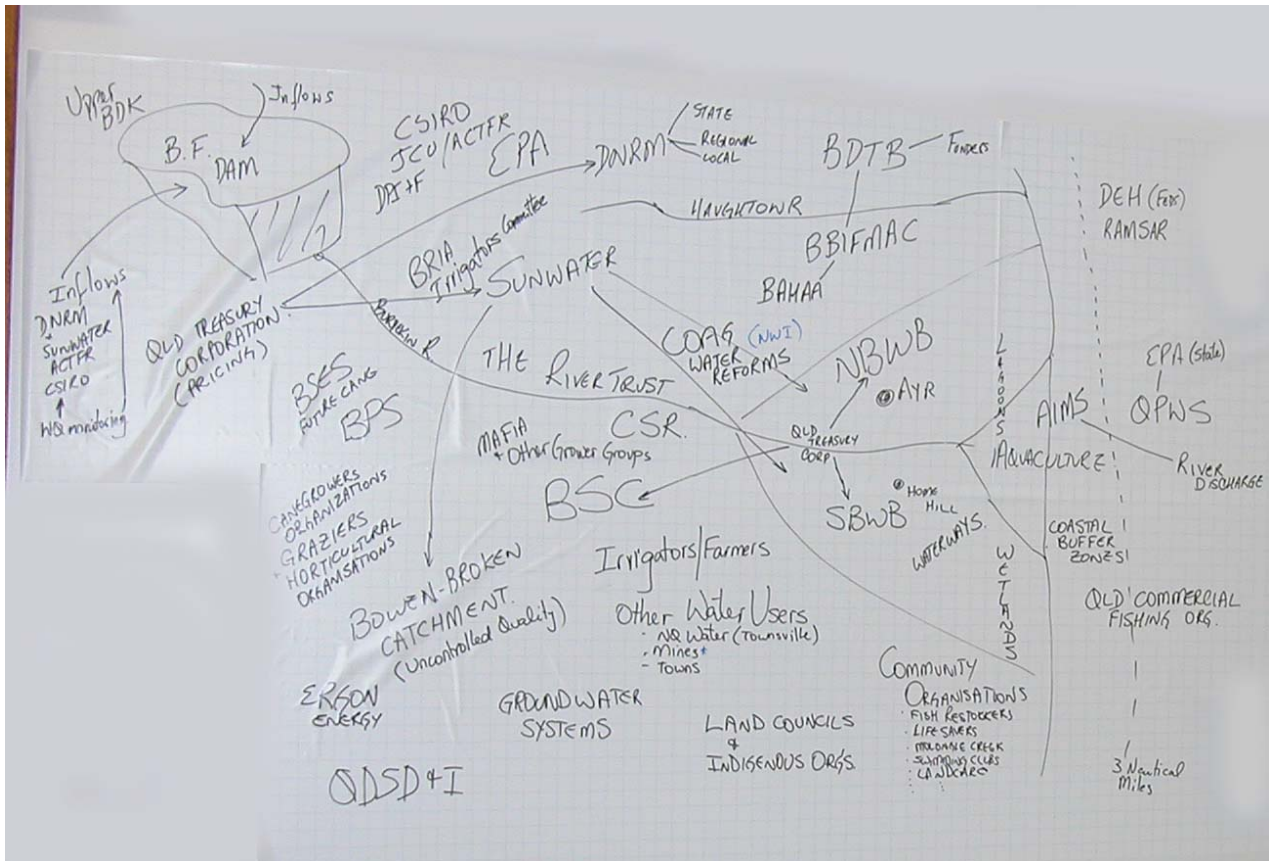 Upper
BDK
Inflows
B.F.
DAM
CSIRO
JCU/ACTFR
DPI+F
EPA
DNRM
STATE
REGIONAL
LOCAL
BDTB
Funders
DEH (FED)
RAMSAR
HAUGHTON R
BBIFMAC
BAHAA
BRIA
Irrigators Committee
SUNWATER
Inflows
DNRM
SUNWATER
ACTFR
CSIRO
WQ monitoring
QLD TREASURY
CORPORATION
(PRICING)
BURDEKIN R
THE RIVER TRUST
COAG (NWI)
WATER
REFORMS
NBWB
AYR
LAGOONS
EPA (State)
QPWS
AIMS
RIVER
DISCHARGE
BSES
FUTURE CANE
BPS
CSR.
MAFIA
+ Other Grower Groups
QLD
TREASURY
CORP
AQUACULTURE
BSC
SBWB
HOME
HILL
WATERWAYS.
COASTAL
BUFFER
ZONES
CANEGROWERS
ORGANIZATIONS
GRAZIERS
+ HORTICULTURAL
ORGAMSATIONS
WETLANDS
Irrigators/Farmers
BOWEN-BROKEN
CATCHMENT.
(Uncontrolled Quality)
Other Water Users
· NQ Water (Townsville)
· Mines*
- Towns
QLD COMMERCIAL
FISHING ORG.
ERGON
ENERGY
GROUNDWATER
SYSTEMS
LAND COUNCILS
&
INDIGENOUS ORGS.
COMMUNITY
ORGANISATIONS
· FISH RESTOCKERS
· LIFESAVERS
CREEK
· SWIMMING CLUBS
· LANDCARE
3 Nautical
Miles
QDSD+I